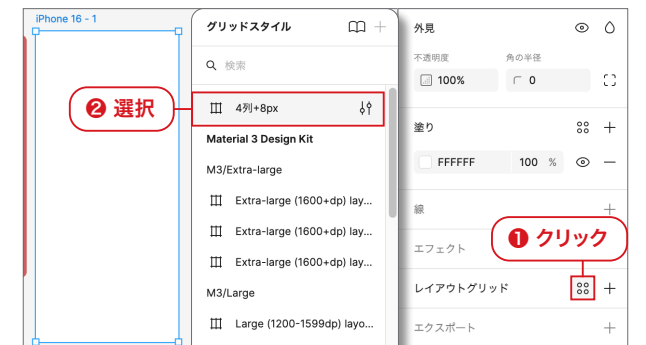 iPhone 16 - 1
グリッドスタイル
検索
❷ 選択
4列+8px
Material 3 Design Kit
M3/Extra-large
Extra-large (1600+dp) lay...
Extra-large (1600+dp) lay...
Extra-large (1600+dp) lay...
M3/Large
Large (1200-1599dp) layo...
外見
不透明度 角の半径
100% 0
塗り
FFFFFF 100 %
線
エフェクト
❶ クリック
レイアウトグリッド
エクスポート